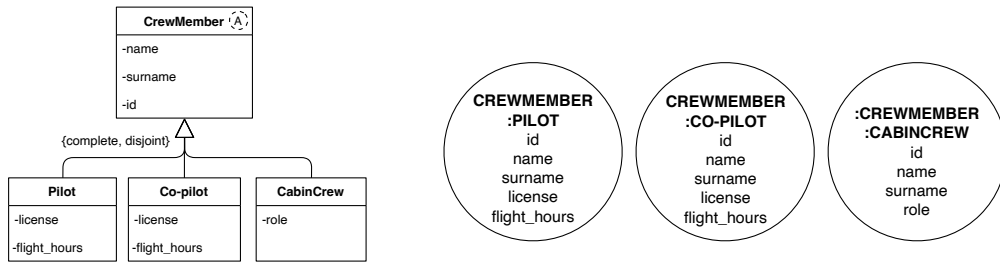 CrewMember A
-name
-surname
-id
{complete, disjoint}
Pilot
-license
-flight_hours
Co-pilot
-license
-flight_hours
CabinCrew
-role
CREWMEMBER
:PILOT
id
name
surname
license
flight_hours
CREWMEMBER
:CO-PILOT
id
name
surname
license
flight_hours
:CREWMEMBER
:CABINCREW
id
name
surname
role